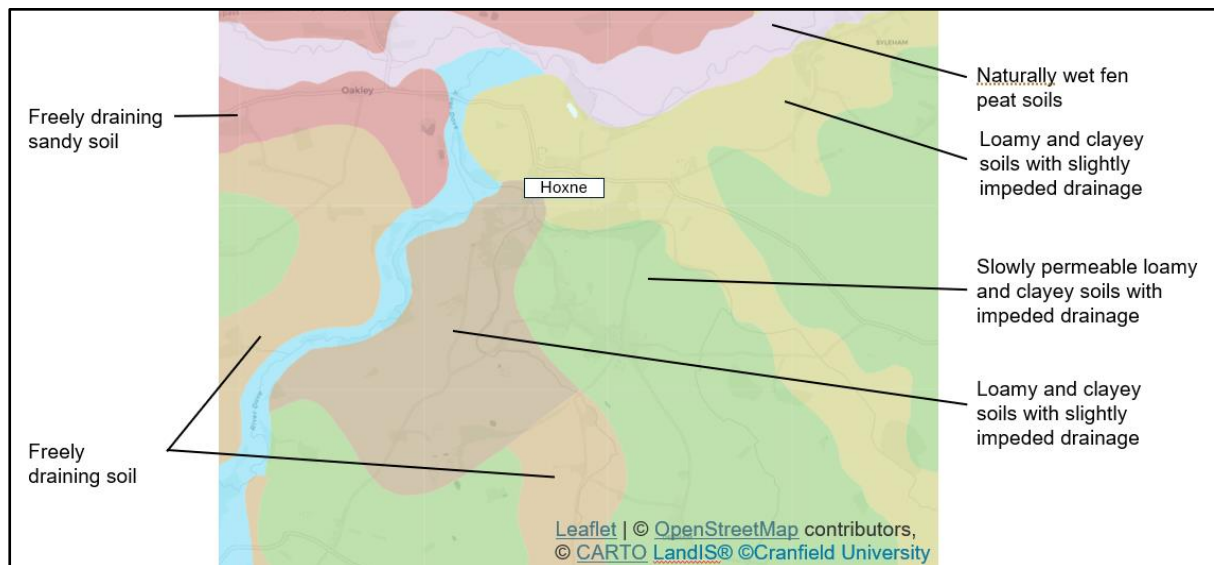 SYLEHAM
Naturally wet fen
peat soils
Oakley
Freely draining
sandy soil
Loamy and clayey
soils with slightly
impeded drainage
Hoxne
Slowly permeable loamy
and clayey soils with
impeded drainage
Loamy and clayey
soils with slightly
impeded drainage
River Dove
Freely
draining soil
Leaflet | © OpenStreetMap contributors,
© CARTO LandIS® ©Cranfield University